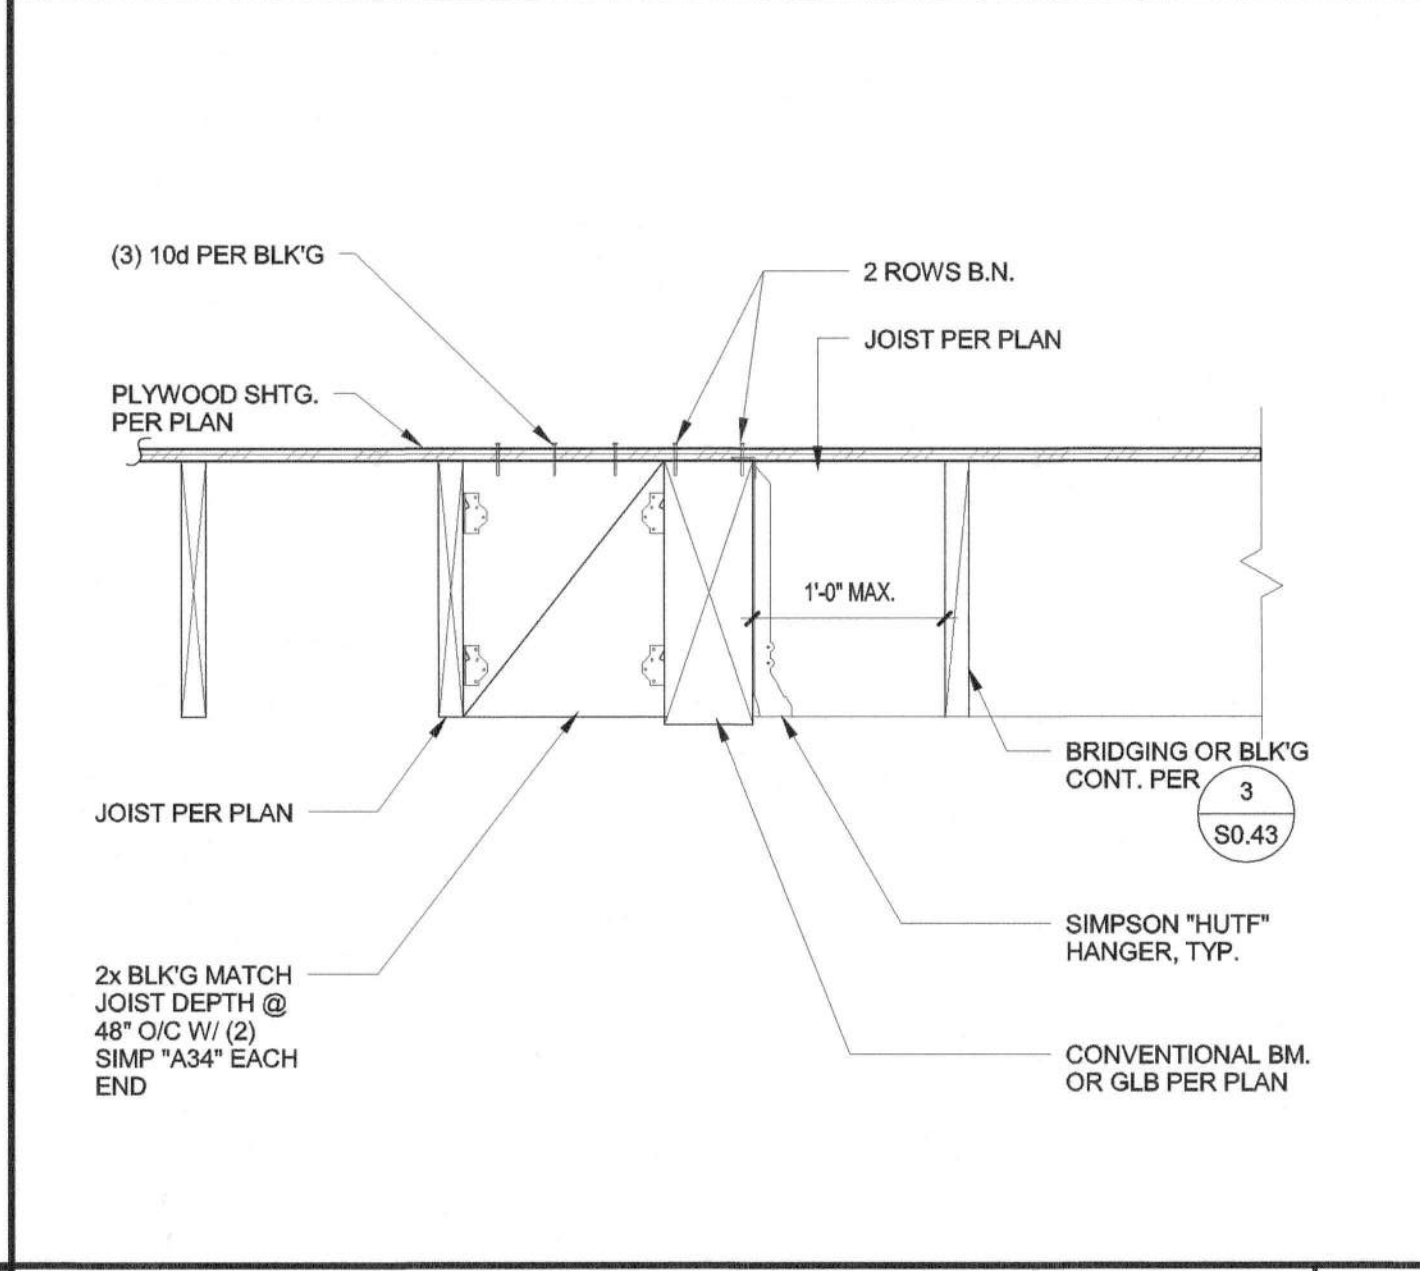 (3) 10d PER BLK'G
2 ROWS B.N.
JOIST PER PLAN
PLYWOOD SHTG.
PER PLAN
1'-0" MAX.
BRIDGING OR BLK'G
CONT. PER
3
S0.43
JOIST PER PLAN
SIMPSON "HUTF"
HANGER, TYP.
2x BLK'G MATCH
JOIST DEPTH @
48" O/C W/ (2)
SIMP "A34" EACH
END
CONVENTIONAL BM.
OR GLB PER PLAN